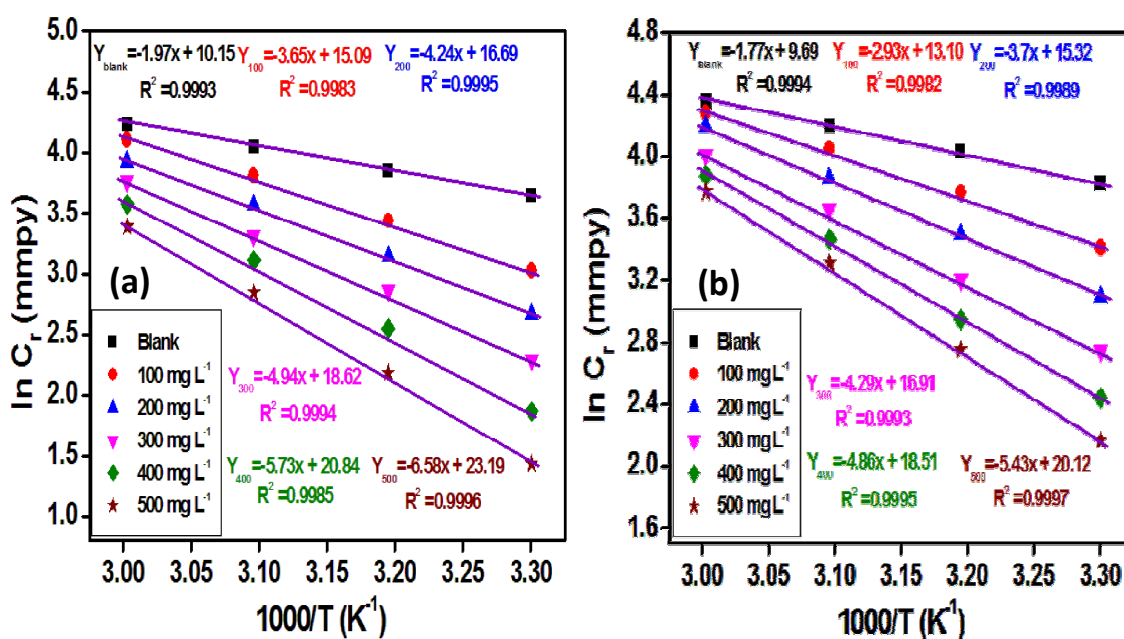 (a)
Y_blank=-1.97x + 10.15
R² =0.9993
Y_100=-3.65x + 15.09
R² =0.9983
Y_200=-4.24x + 16.69
R² =0.9995
5.0
4.5
4.0
3.5
3.0
2.5
2.0
1.5
1.0
ln C_r (mmpy)
Blank
100 mg L⁻¹
200 mg L⁻¹
300 mg L⁻¹
400 mg L⁻¹
500 mg L⁻¹
Y_300=-4.94x + 18.62
R² =0.9994
Y_400=-5.73x + 20.84
R² =0.9985
Y_500=-6.58x + 23.19
R² =0.9996
3.00 3.05 3.10 3.15 3.20 3.25 3.30
1000/T (K⁻¹)
(b)
Y_Blank=-1.77x + 9.69
R² =0.9994
Y_100=-2.93x + 13.10
R² =0.9982
Y_200=-3.7x + 15.32
R² =0.9989
4.8
4.4
4.0
3.6
3.2
2.8
2.4
2.0
1.6
ln C_r (mmpy)
Blank
100 mg L⁻¹
200 mg L⁻¹
300 mg L⁻¹
400 mg L⁻¹
500 mg L⁻¹
Y_300=-4.29x + 16.91
R² =0.9993
Y_400=-4.86x + 18.51
R² =0.9995
Y_500=-5.43x + 20.12
R² =0.9997
3.00 3.05 3.10 3.15 3.20 3.25 3.30
1000/T (K⁻¹)